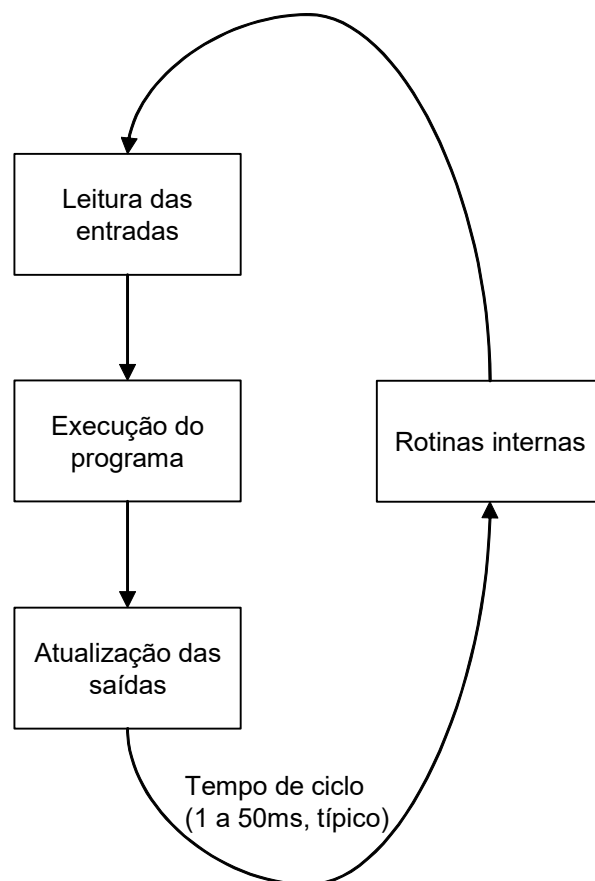 Leitura das
entradas
Execução do
programa
Rotinas internas
Atualização das
saídas
Tempo de ciclo
(1 a 50ms, típico)